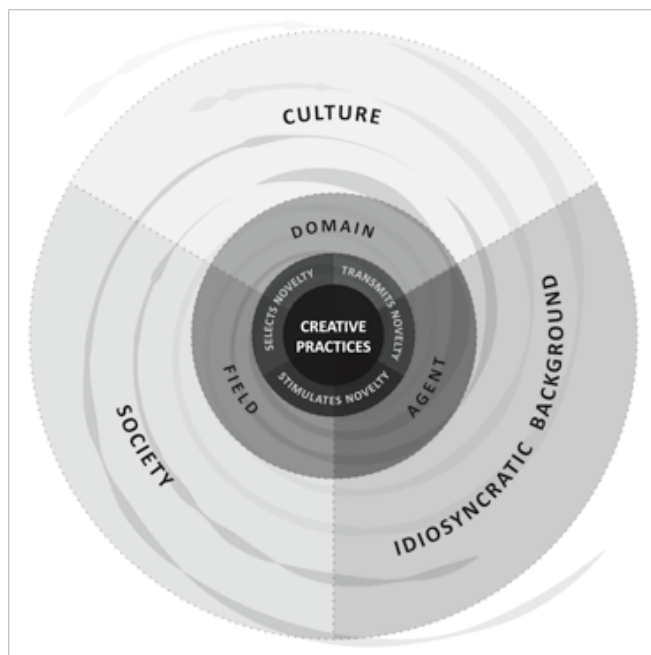 CULTURE
DOMAIN
SELECTS NOVELTY
TRANSMITS NOVELTY
CREATIVE
PRACTICES
STIMULATES NOVELTY
FIELD
AGENT
SOCIETY
IDIOSYNCRATIC BACKGROUND